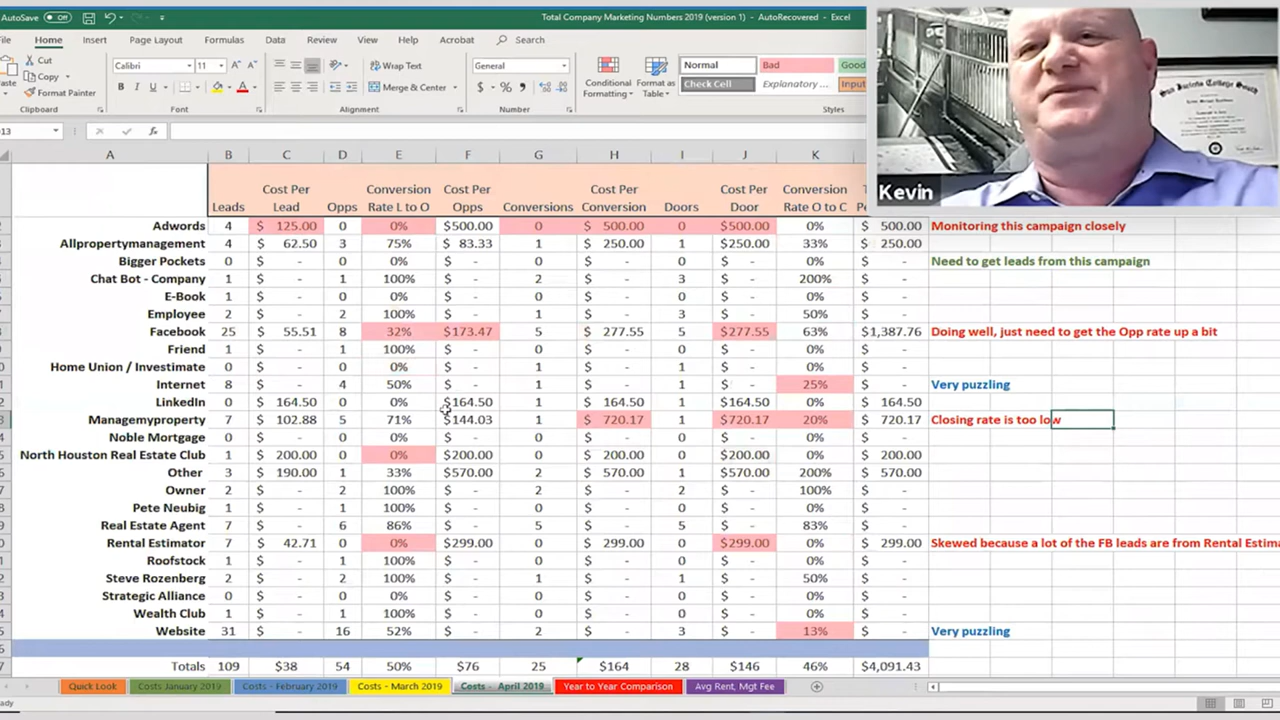 AutoSave Off Total Company Marketing Numbers 2019 (version 1) - AutoRecovered - Excel
Home Insert Page Layout Formulas Data Review View Help Acrobat Search
Cut
Copy
Format Painter
Calibri 11 Wrap Text General Normal Bad Good
B I U A Merge & Center $ % Conditional Formatting Format as Table Check Cell Explanatory ... Input
Clipboard Font Alignment Number Styles
fx
Kevin
A B C D E F G H I J K
Leads Cost Per Lead Opps Conversion Rate L to O Cost Per Opps Conversions Cost Per Conversion Doors Cost Per Door Conversion Rate O to C
Adwords 4 $ 125.00 0 0% $500.00 0 $ 500.00 0 $500.00 0% $ 500.00 Monitoring this campaign closely
Allpropertymanagement 4 $ 62.50 3 75% $ 83.33 1 $ 250.00 1 $250.00 33% $ 250.00
Bigger Pockets 0 $ - 0 0% $ - 0 $ - 0 $ - 0% $ - Need to get leads from this campaign
Chat Bot - Company 1 $ - 1 100% $ - 2 $ - 3 $ - 200% $ -
E-Book 1 $ - 0 0% $ - 0 $ - 0 $ - 0% $ -
Employee 2 $ - 2 100% $ - 1 $ - 3 $ - 50% $ -
Facebook 25 $ 55.51 8 32% $173.47 5 $ 277.55 5 $277.55 63% $1,387.76 Doing well, just need to get the Opp rate up a bit
Friend 1 $ - 1 100% $ - 0 $ - 0 $ - 0% $ -
Home Union / Investimate 0 $ - 0 0% $ - 1 $ - 1 $ - 0% $ -
Internet 8 $ - 4 50% $ - 1 $ - 1 $ - 25% $ - Very puzzling
LinkedIn 0 $ 164.50 0 0% $164.50 1 $ 164.50 1 $164.50 0% $ 164.50
Managemyproperty 7 $ 102.88 5 71% $144.03 1 $ 720.17 1 $720.17 20% $ 720.17 Closing rate is too low
Noble Mortgage 0 $ - 0 0% $ - 0 $ - 0 $ - 0% $ -
North Houston Real Estate Club 1 $ 200.00 0 0% $200.00 0 $ 200.00 0 $200.00 0% $ 200.00
Other 3 $ 190.00 1 33% $570.00 2 $ 570.00 1 $570.00 200% $ 570.00
Owner 2 $ - 2 100% $ - 2 $ - 2 $ - 100% $ -
Pete Neubig 1 $ - 1 100% $ - 0 $ - 0 $ - 0% $ -
Real Estate Agent 7 $ - 6 86% $ - 5 $ - 5 $ - 83% $ -
Rental Estimator 7 $ 42.71 0 0% $299.00 0 $ 299.00 0 $299.00 0% $ 299.00 Skewed because a lot of the FB leads are from Rental Estima
Roofstock 1 $ - 1 100% $ - 0 $ - 0 $ - 0% $ -
Steve Rozenberg 2 $ - 2 100% $ - 1 $ - 1 $ - 50% $ -
Strategic Alliance 0 $ - 0 0% $ - 0 $ - 0 $ - 0% $ -
Wealth Club 1 $ - 1 100% $ - 0 $ - 0 $ - 0% $ -
Website 31 $ - 16 52% $ - 2 $ - 3 $ - 13% $ - Very puzzling
Totals 109 $38 54 50% $76 25 $164 28 $146 46% $4,091.43
Quick Look Costs January 2019 Costs - February 2019 Costs - March 2019 Costs - April 2019 Year to Year Comparison Avg Rent, Mgt Fee